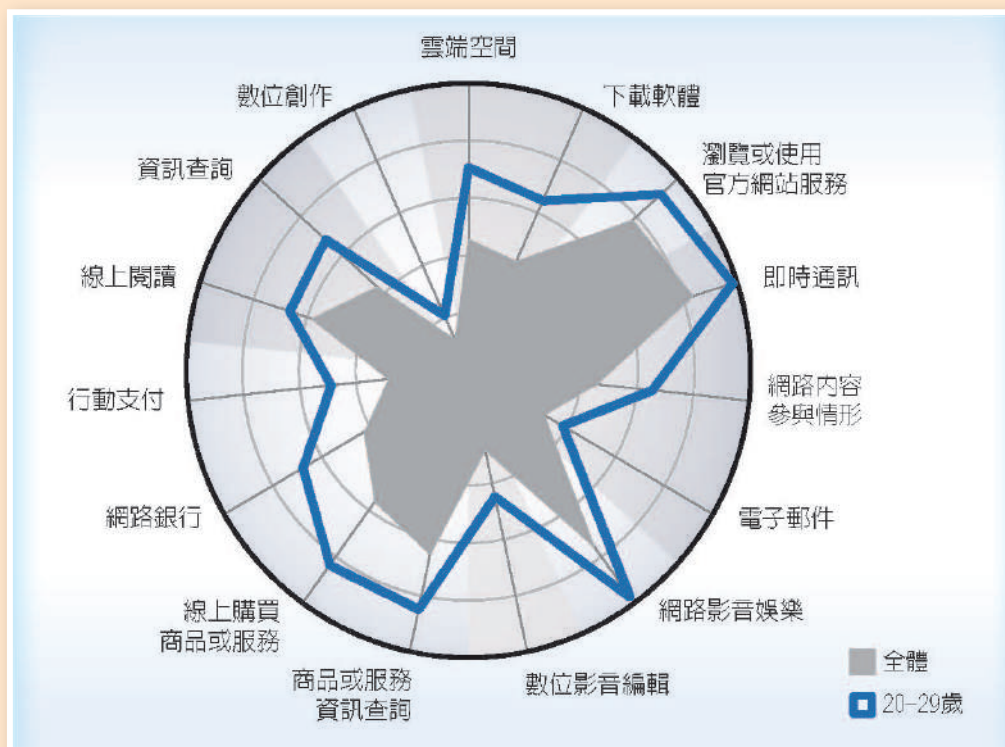 雲端空間
下載軟體
瀏覽或使用
官方網站服務
即時通訊
網路內容
參與情形
電子郵件
網路影音娛樂
數位影音編輯
商品或服務
資訊查詢
線上購買
商品或服務
網路銀行
行動支付
線上閱讀
資訊查詢
數位創作
全體
20-29歲